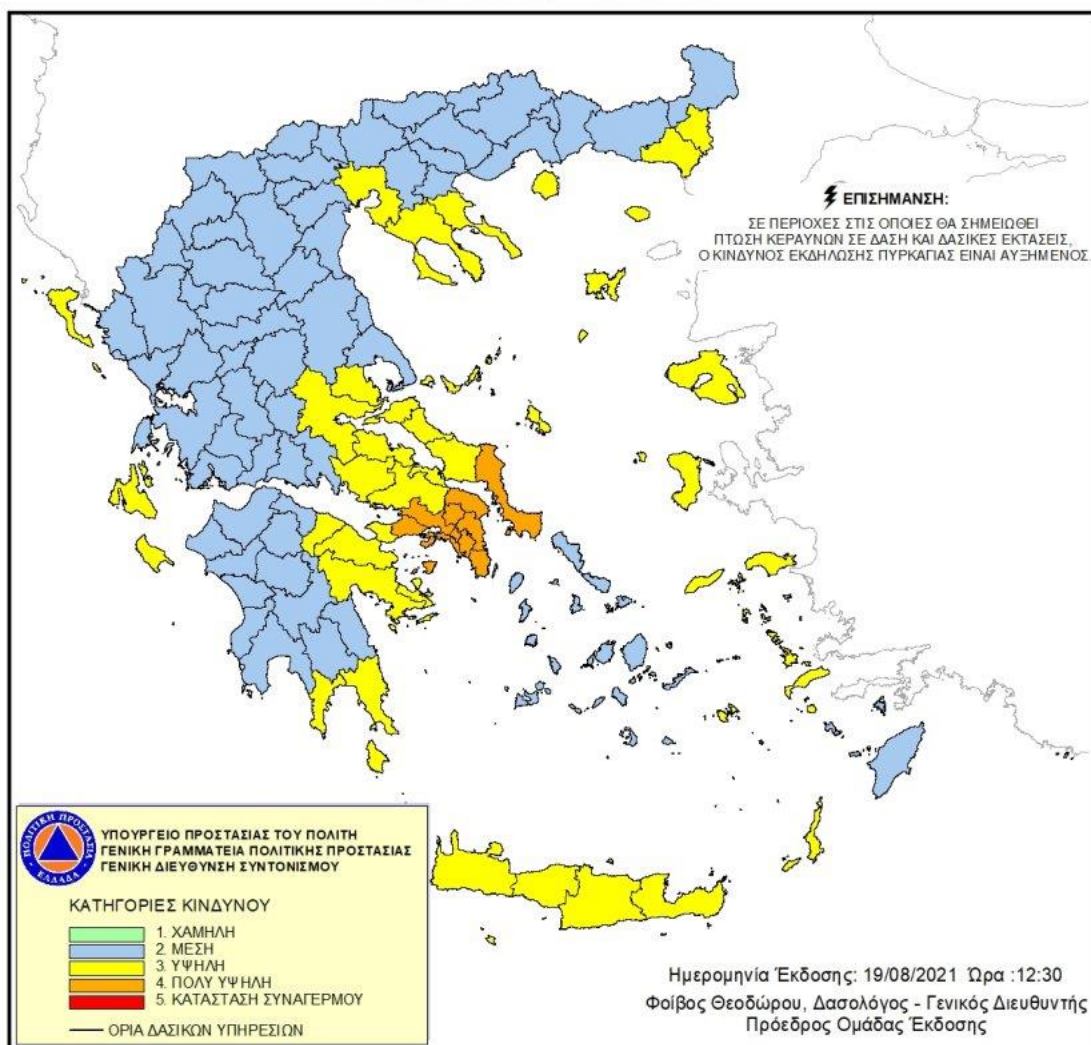 ⚡ ΕΠΙΣΗΜΑΝΣΗ:
ΣΕ ΠΕΡΙΟΧΕΣ ΣΤΙΣ ΟΠΟΙΕΣ ΘΑ ΣΗΜΕΙΩΘΕΙ
ΠΤΩΣΗ ΚΕΡΑΥΝΩΝ ΣΕ ΔΑΣΗ ΚΑΙ ΔΑΣΙΚΕΣ ΕΚΤΑΣΕΙΣ,
Ο ΚΙΝΔΥΝΟΣ ΕΚΔΗΛΩΣΗΣ ΠΥΡΚΑΓΙΑΣ ΕΙΝΑΙ ΑΥΞΗΜΕΝΟΣ.
ΠΟΛΙΤΙΚΗ ΠΡΟΣΤΑΣΙΑ
ΕΛΛΑΔΑ
ΥΠΟΥΡΓΕΙΟ ΠΡΟΣΤΑΣΙΑΣ ΤΟΥ ΠΟΛΙΤΗ
ΓΕΝΙΚΗ ΓΡΑΜΜΑΤΕΙΑ ΠΟΛΙΤΙΚΗΣ ΠΡΟΣΤΑΣΙΑΣ
ΓΕΝΙΚΗ ΔΙΕΥΘΥΝΣΗ ΣΥΝΤΟΝΙΣΜΟΥ
ΚΑΤΗΓΟΡΙΕΣ ΚΙΝΔΥΝΟΥ
1. ΧΑΜΗΛΗ
2. ΜΕΣΗ
3. ΥΨΗΛΗ
4. ΠΟΛΥ ΥΨΗΛΗ
5. ΚΑΤΑΣΤΑΣΗ ΣΥΝΑΓΕΡΜΟΥ
ΟΡΙΑ ΔΑΣΙΚΩΝ ΥΠΗΡΕΣΙΩΝ
Ημερομηνία Έκδοσης: 19/08/2021 Ώρα :12:30
Φοίβος Θεοδώρου, Δασολόγος - Γενικός Διευθυντής
Πρόεδρος Ομάδας Έκδοσης